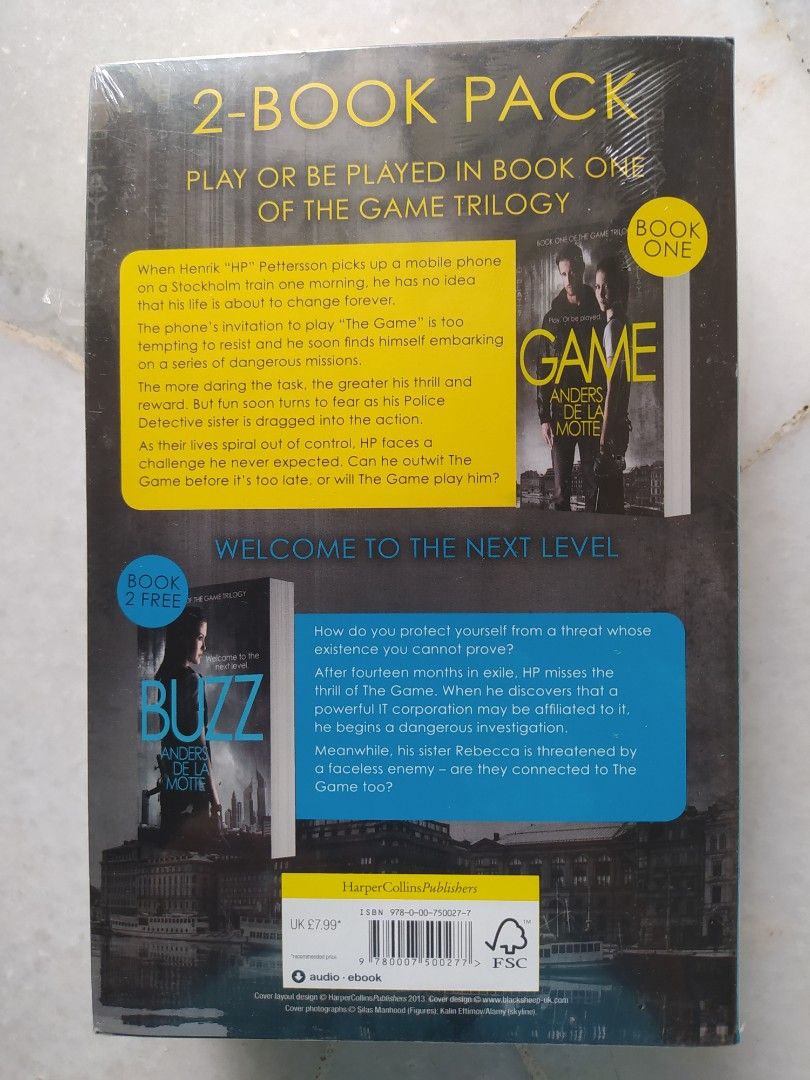 2-BOOK PACK
PLAY OR BE PLAYED IN BOOK ONE
OF THE GAME TRILOGY
BOOK
ONE
When Henrik “HP” Pettersson picks up a mobile phone
on a Stockholm train one morning, he has no idea
that his life is about to change forever.
The phone’s invitation to play “The Game” is too
tempting to resist and he soon finds himself embarking
on a series of dangerous missions.
The more daring the task, the greater his thrill and
reward. But fun soon turns to fear as his Police
Detective sister is dragged into the action.
As their lives spiral out of control, HP faces a
challenge he never expected. Can he outwit The
Game before it’s too late, or will The Game play him?
BOOK ONE OF THE GAME
Play. Or be played.
GAME
ANDERS
DE LA
MOTTE
WELCOME TO THE NEXT LEVEL
BOOK
2 FREE
OF THE GAME TRILOGY
Welcome to the
next level.
BUZZ
ANDERS
DE LA
MOTTE
How do you protect yourself from a threat whose
existence you cannot prove?
After fourteen months in exile, HP misses the
thrill of The Game. When he discovers that a
powerful IT corporation may be affiliated to it,
he begins a dangerous investigation.
Meanwhile, his sister Rebecca is threatened by
a faceless enemy – are they connected to The
Game too?
HarperCollinsPublishers
ISBN 978-0-00-750027-7
UK £7.99*
*recommended price
9 780007 500277 >
FSC
™
audio · ebook
Cover layout design © HarperCollinsPublishers 2013. Cover design © www.blacksheep-uk.com
Cover photographs © Silas Manhood (Figures); Kalin Eftimov/Alamy (skyline).